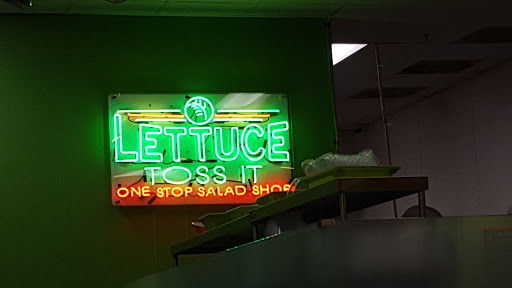 LETTUCE
TOSS IT
ONE STOP SALAD SHOP